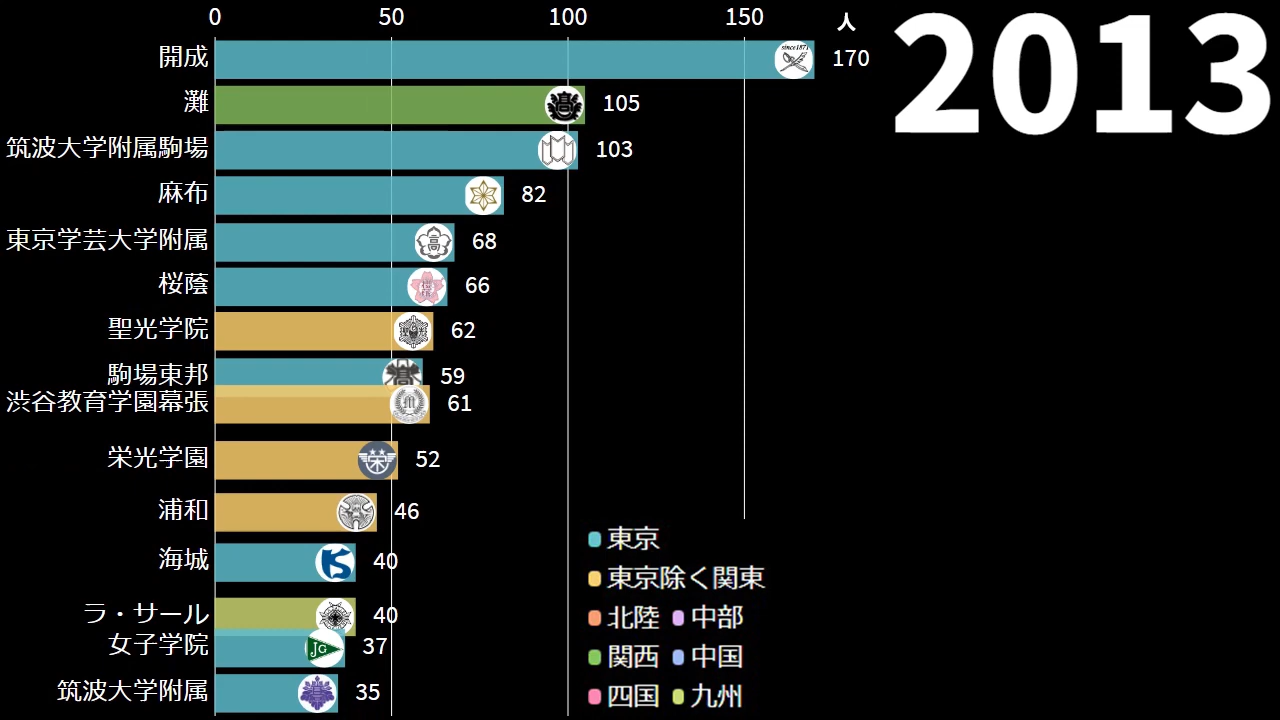 0 50 100 150 人
2013
開成 since1871 170
灘 高 105
筑波大学附属駒場 103
麻布 82
東京学芸大学附属 高 68
桜蔭 66
聖光学院 62
駒場東邦 高 59
渋谷教育学園幕張 61
栄光学園 52
浦和 46
海城 40
ラ・サール 40
女子学院 JG 37
筑波大学附属 35
東京
東京除く関東
北陸 中部
関西 中国
四国 九州